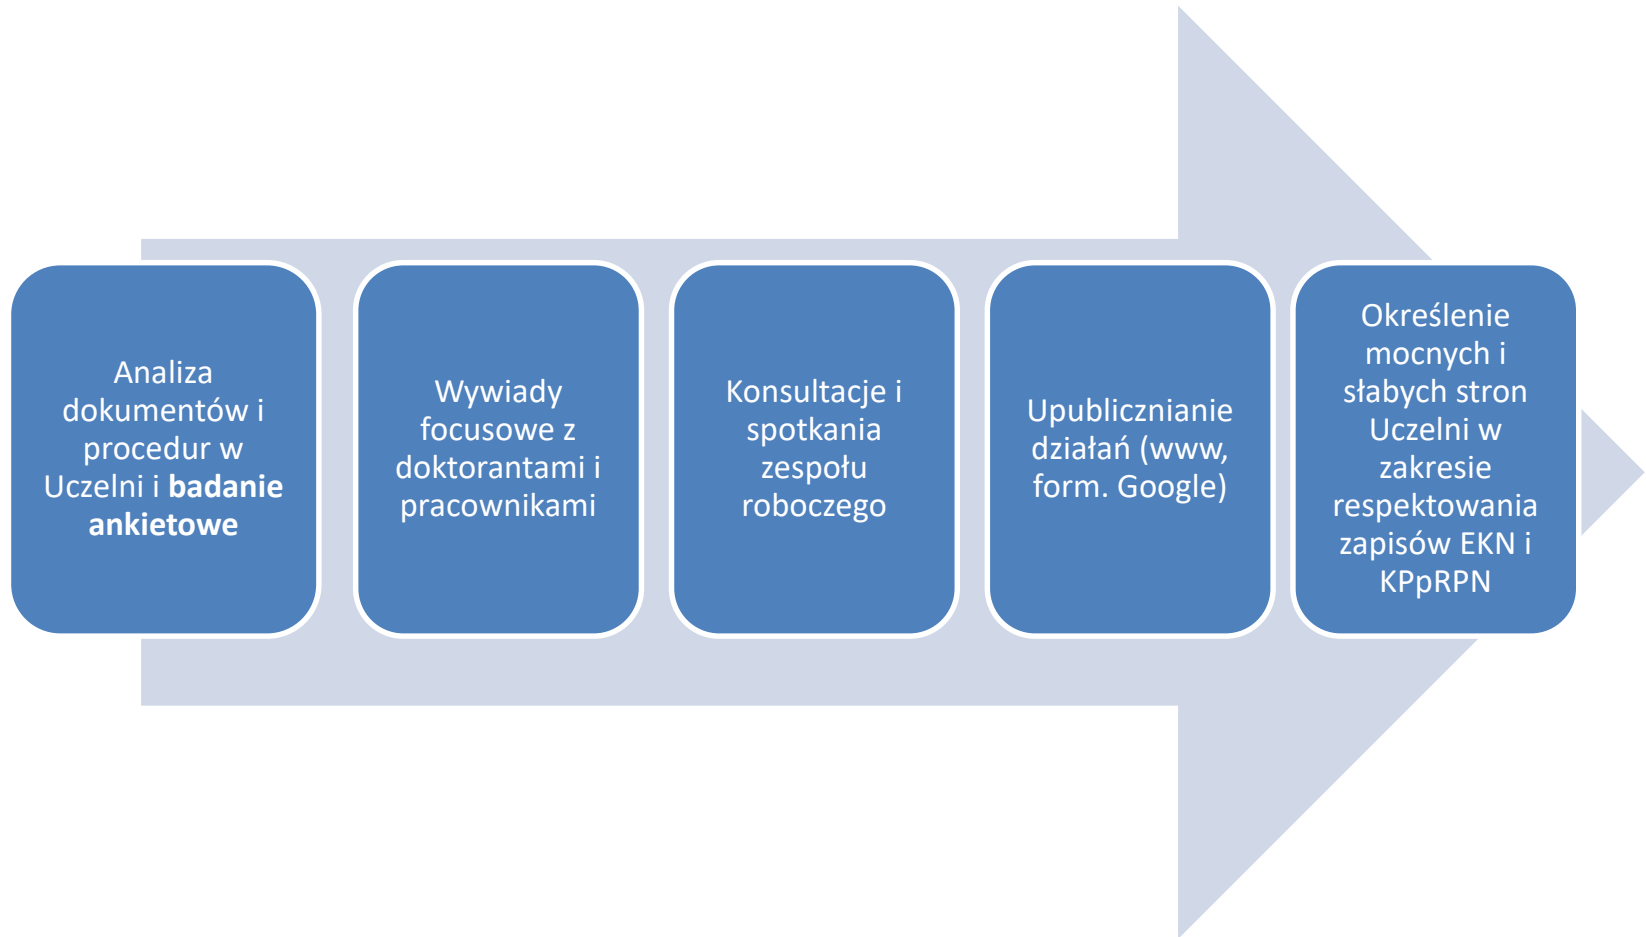 Analiza
dokumentów i
procedur w
Uczelni i badanie
ankietowe
Wywiady
focusowe z
doktorantami i
pracownikami
Konsultacje i
spotkania
zespołu
roboczego
Upublicznianie
działań (www,
form. Google)
Określenie
mocnych i
słabych stron
Uczelni w
zakresie
respektowania
zapisów EKN i
KPpRPN